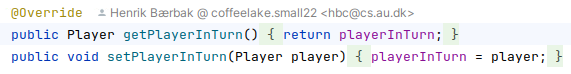 @Override Henrik Bærbak @ coffeelake.small22 <hbc@cs.au.dk>
public Player getPlayerInTurn() { return playerInTurn; }
public void setPlayerInTurn(Player player) { playerInTurn = player; }